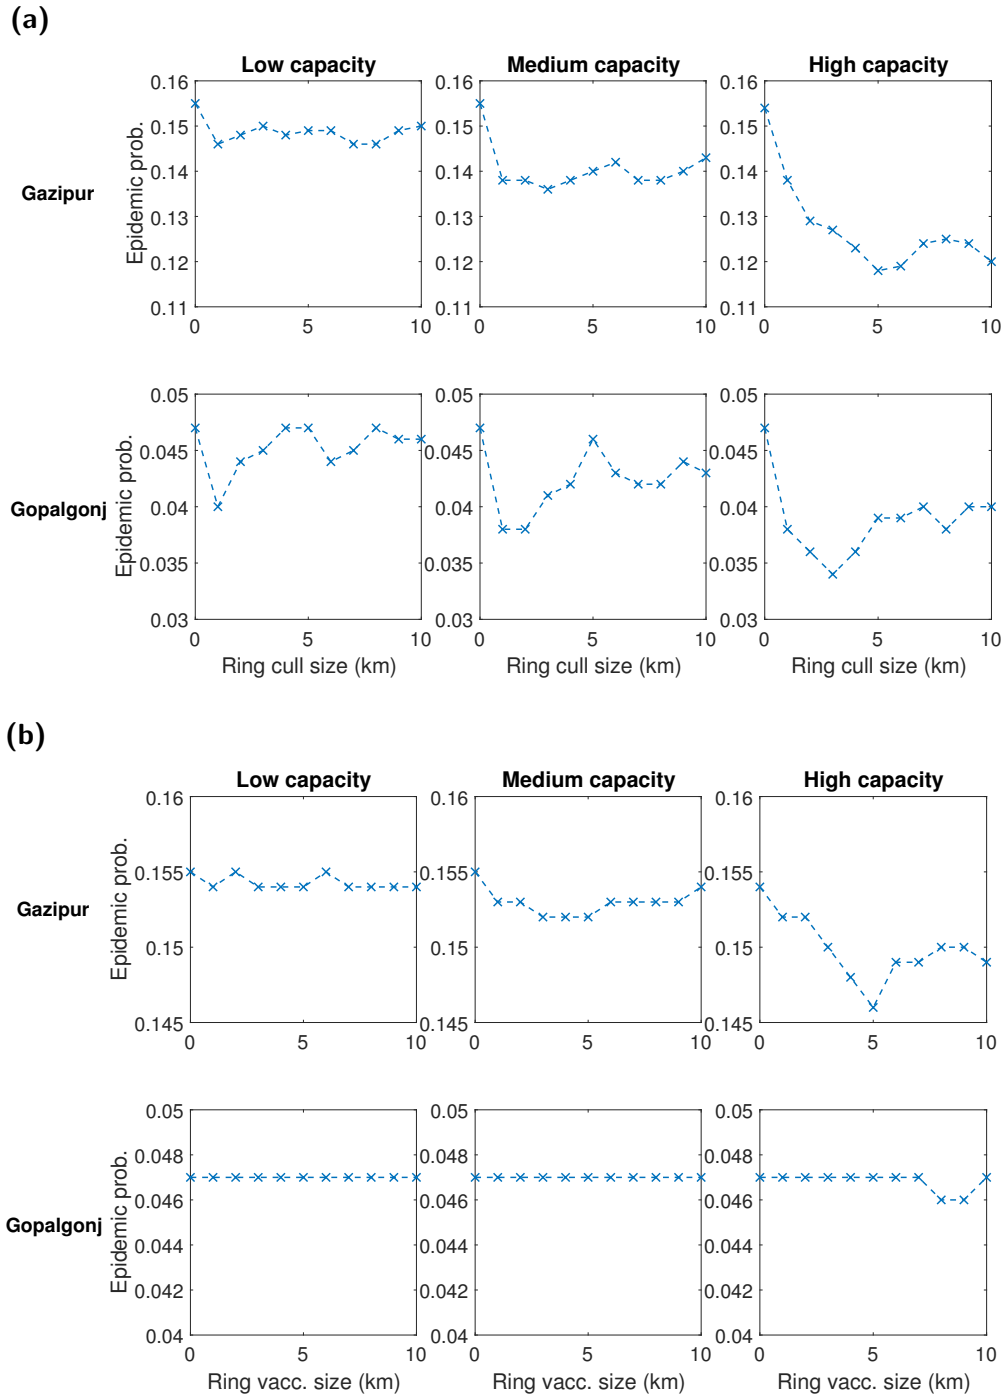 (a)
Low capacity
Medium capacity
High capacity
Gazipur
Epidemic prob.
0.16
0.15
0.14
0.13
0.12
0.11
0 5 10
0.16
0.15
0.14
0.13
0.12
0.11
0 5 10
0.16
0.15
0.14
0.13
0.12
0.11
0 5 10
Gopalgonj
Epidemic prob.
0.05
0.045
0.04
0.035
0.03
0 5 10
Ring cull size (km)
0.05
0.045
0.04
0.035
0.03
0 5 10
Ring cull size (km)
0.05
0.045
0.04
0.035
0.03
0 5 10
Ring cull size (km)
(b)
Low capacity
Medium capacity
High capacity
Gazipur
Epidemic prob.
0.16
0.155
0.15
0.145
0 5 10
0.16
0.155
0.15
0.145
0 5 10
0.16
0.155
0.15
0.145
0 5 10
Gopalgonj
Epidemic prob.
0.05
0.048
0.046
0.044
0.042
0.04
0 5 10
Ring vacc. size (km)
0.05
0.048
0.046
0.044
0.042
0.04
0 5 10
Ring vacc. size (km)
0.05
0.048
0.046
0.044
0.042
0.04
0 5 10
Ring vacc. size (km)